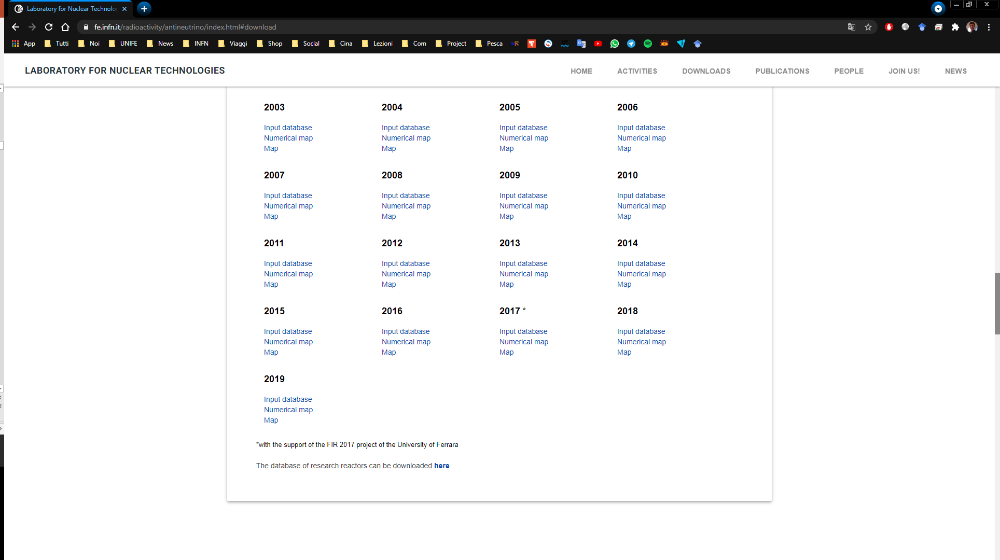 Laboratory for Nuclear Technolo
fe.infn.it/radioactivity/antineutrino/index.html#download
App Tutti Noi UNIFE News INFN Viaggi Shop Social Cina Lezioni Com Project Pesca
LABORATORY FOR NUCLEAR TECHNOLOGIES HOME ACTIVITIES DOWNLOADS PUBLICATIONS PEOPLE JOIN US! NEWS
2003 2004 2005 2006
Input database Input database Input database Input database
Numerical map Numerical map Numerical map Numerical map
Map Map Map Map
2007 2008 2009 2010
Input database Input database Input database Input database
Numerical map Numerical map Numerical map Numerical map
Map Map Map Map
2011 2012 2013 2014
Input database Input database Input database Input database
Numerical map Numerical map Numerical map Numerical map
Map Map Map Map
2015 2016 2017 * 2018
Input database Input database Input database Input database
Numerical map Numerical map Numerical map Numerical map
Map Map Map Map
2019
Input database
Numerical map
Map
*with the support of the FIR 2017 project of the University of Ferrara
The database of research reactors can be downloaded here.